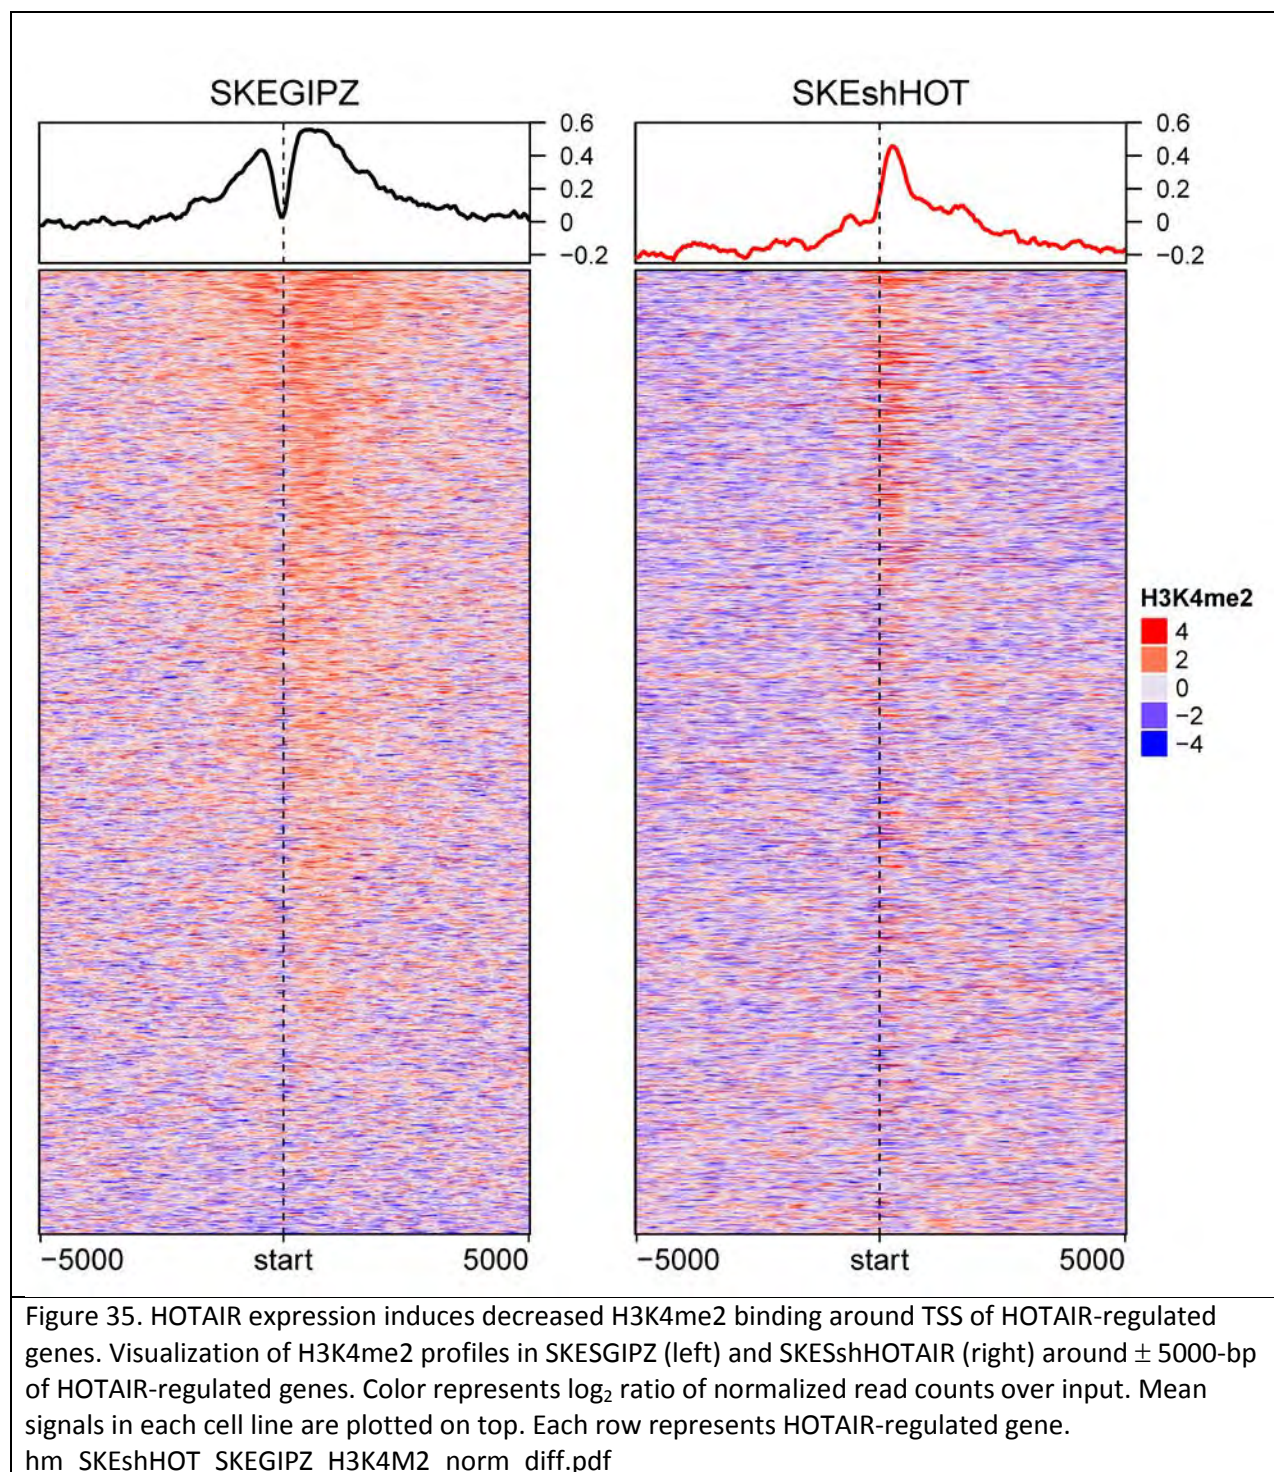 SKEGIPZ
SKEshHOT
0.6
0.4
0.2
0
−0.2
0.6
0.4
0.2
0
−0.2
H3K4me2
4
2
0
−2
−4
−5000 start 5000
−5000 start 5000
Figure 35. HOTAIR expression induces decreased H3K4me2 binding around TSS of HOTAIR-regulated
genes. Visualization of H3K4me2 profiles in SKESGIPZ (left) and SKESshHOTAIR (right) around ± 5000-bp
of HOTAIR-regulated genes. Color represents log₂ ratio of normalized read counts over input. Mean
signals in each cell line are plotted on top. Each row represents HOTAIR-regulated gene.
hm_SKEshHOT_SKEGIPZ_H3K4M2_norm_diff.pdf